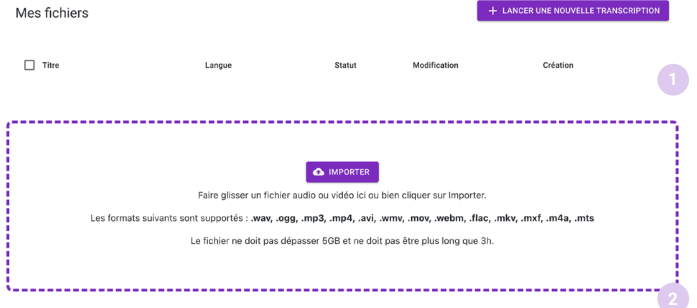 Mes fichiers
LANCER UNE NOUVELLE TRANSCRIPTION
Titre Langue Statut Modification Création
1
IMPORTER
Faire glisser un fichier audio ou vidéo ici ou bien cliquer sur Importer.
Les formats suivants sont supportés : .wav, .ogg, .mp3, .mp4, .avi, .wmv, .mov, .webm, .flac, .mkv, .mxf, .m4a, .mts
Le fichier ne doit pas dépasser 5GB et ne doit pas être plus long que 3h.
2